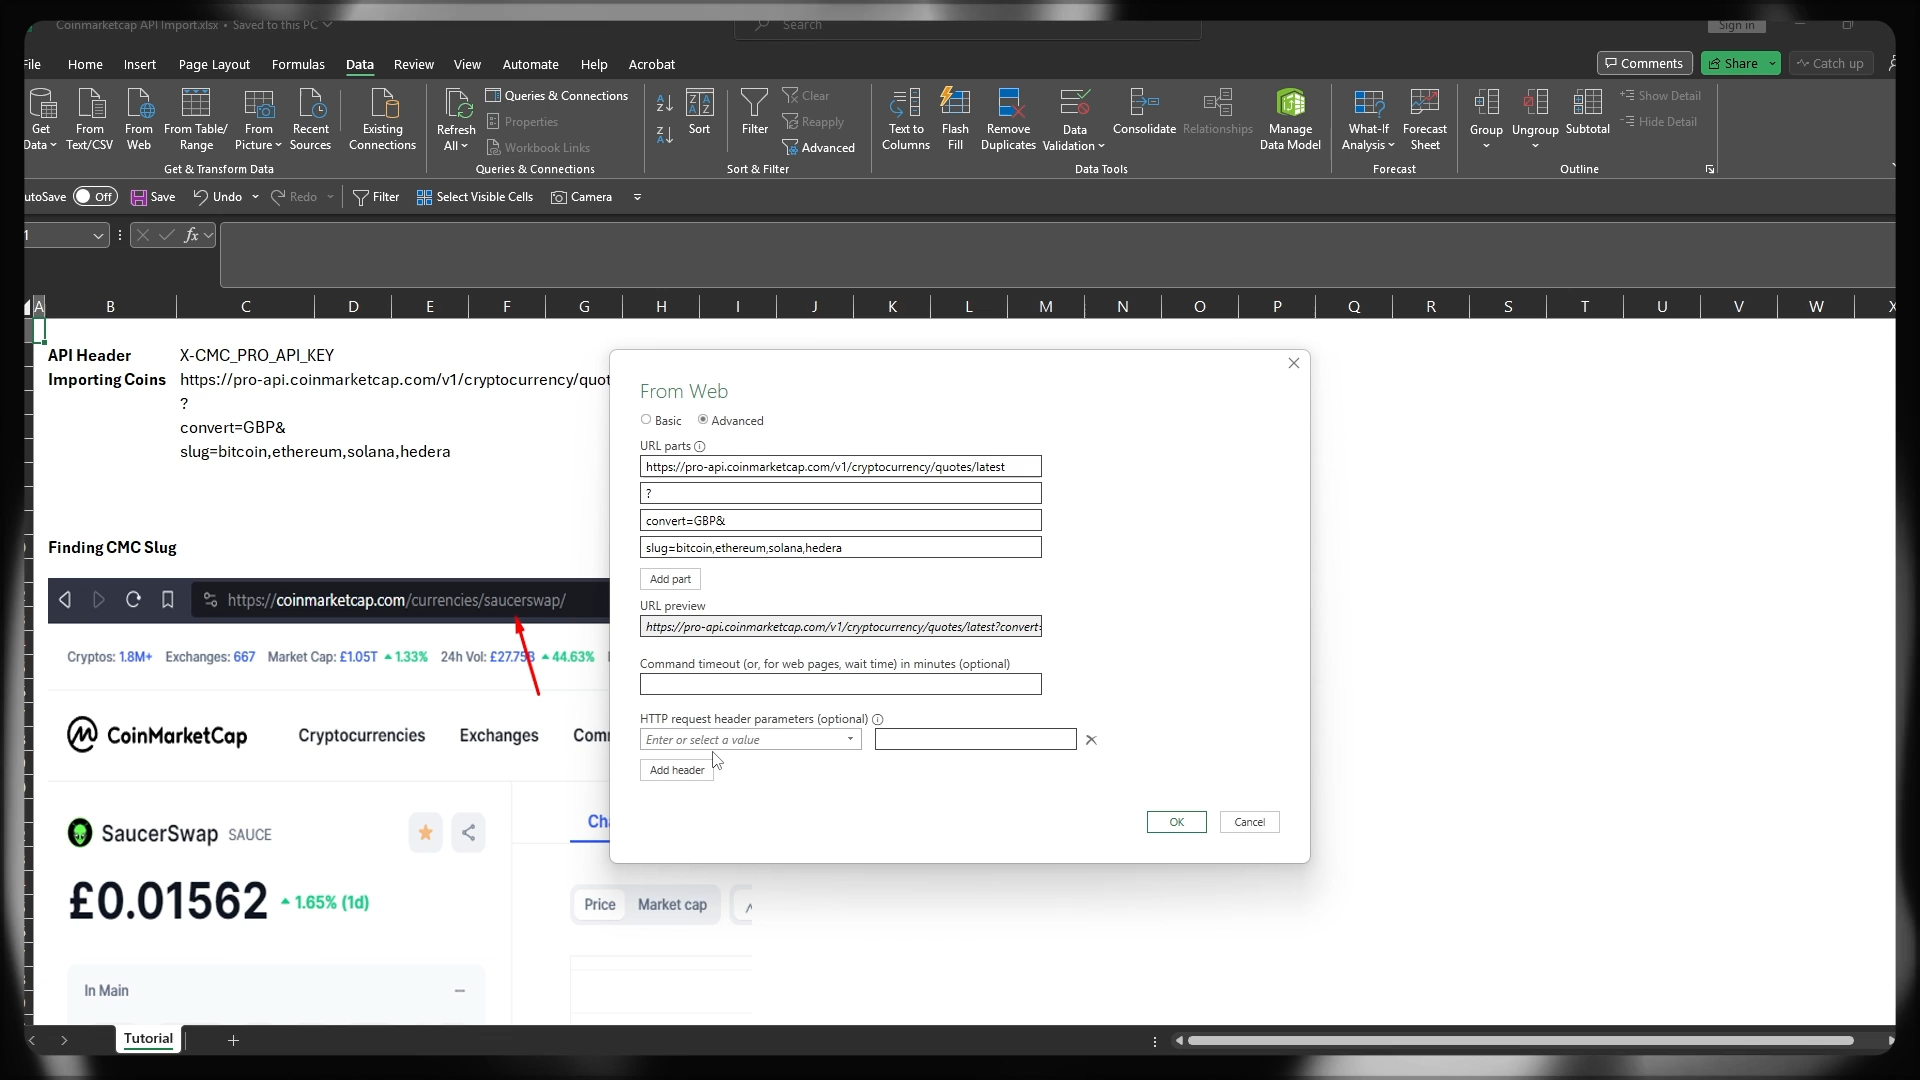 Coinmarketcap API Import.xlsx • Saved to this PC
Search
Sign in
File
Home
Insert
Page Layout
Formulas
Data
Review
View
Automate
Help
Acrobat
Comments
Share
Catch up
Get Data
From Text/CSV
From Web
From Table/ Range
From Picture
Recent Sources
Existing Connections
Get & Transform Data
Refresh All
Queries & Connections
Properties
Workbook Links
Queries & Connections
Sort
Filter
Clear
Reapply
Advanced
Sort & Filter
Text to Columns
Flash Fill
Remove Duplicates
Data Validation
Consolidate
Relationships
Manage Data Model
Data Tools
What-If Analysis
Forecast Sheet
Forecast
Group
Ungroup
Subtotal
Show Detail
Hide Detail
Outline
utoSave
Off
Save
Undo
Redo
Filter
Select Visible Cells
Camera
1
fx
A B C D E F G H I J K L M N O P Q R S T U V W X
API Header X-CMC_PRO_API_KEY
Importing Coins https://pro-api.coinmarketcap.com/v1/cryptocurrency/quot
?
convert=GBP&
slug=bitcoin,ethereum,solana,hedera
Finding CMC Slug
https://coinmarketcap.com/currencies/saucerswap/
Cryptos: 1.8M+ Exchanges: 667 Market Cap: £1.05T 1.33% 24h Vol: £27.75B 44.63%
CoinMarketCap
Cryptocurrencies
Exchanges
Com
SaucerSwap SAUCE
Cha
£0.01562 1.65% (1d)
Price
Market cap
In Main
From Web
Basic
Advanced
URL parts
https://pro-api.coinmarketcap.com/v1/cryptocurrency/quotes/latest
?
convert=GBP&
slug=bitcoin,ethereum,solana,hedera
Add part
URL preview
https://pro-api.coinmarketcap.com/v1/cryptocurrency/quotes/latest?convert=
Command timeout (or, for web pages, wait time) in minutes (optional)
HTTP request header parameters (optional)
Enter or select a value
Add header
OK
Cancel
Tutorial